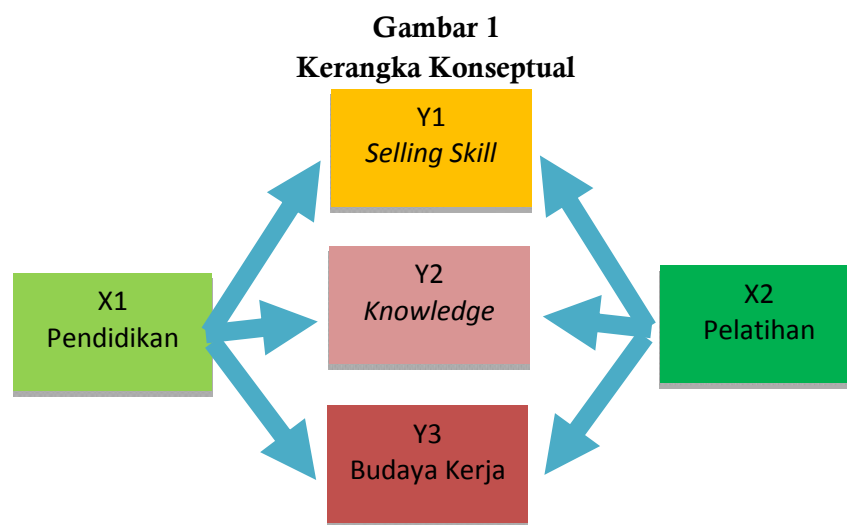 Gambar 1
Kerangka Konseptual
Y1
Selling Skill
X1
Pendidikan
Y2
Knowledge
X2
Pelatihan
Y3
Budaya Kerja